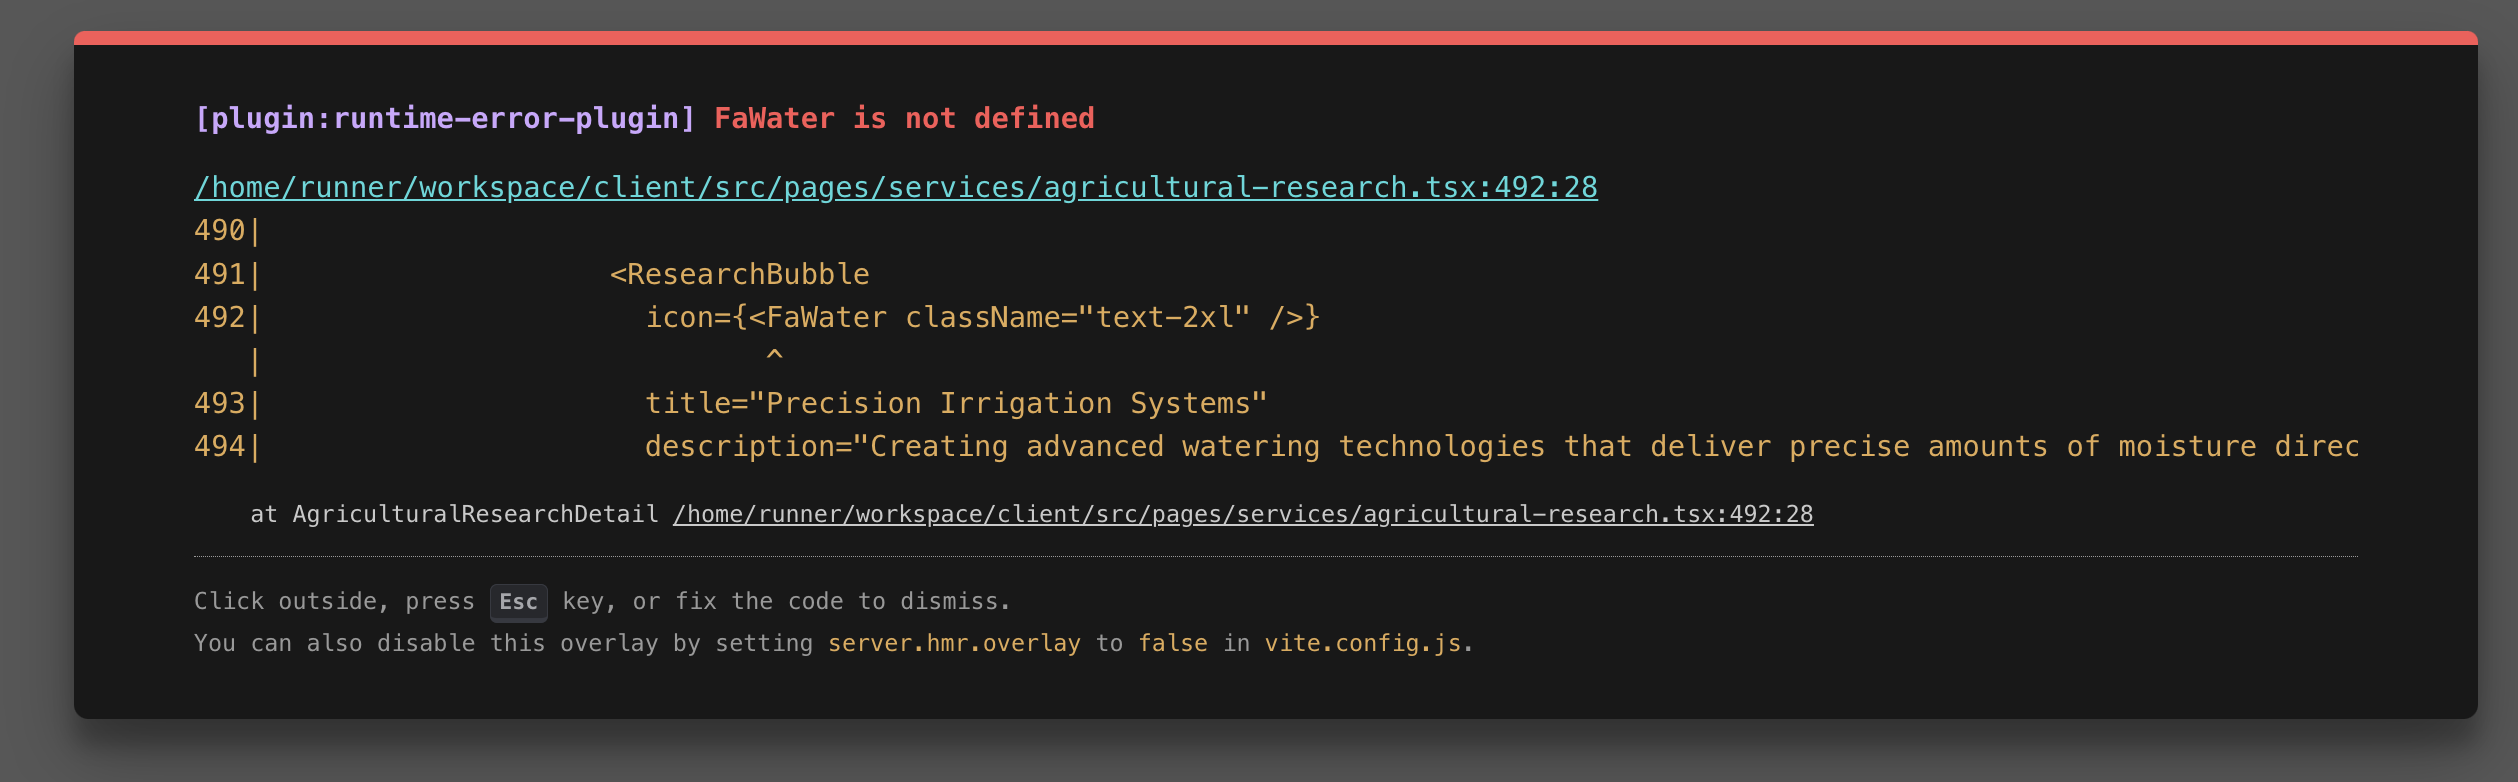 [plugin:runtime-error-plugin] FaWater is not defined
/home/runner/workspace/client/src/pages/services/agricultural-research.tsx:492:28
490|
491|                    <ResearchBubble
492|                      icon={<FaWater className="text-2xl" />}
   |                             ^
493|                      title="Precision Irrigation Systems"
494|                      description="Creating advanced watering technologies that deliver precise amounts of moisture direc
    at AgriculturalResearchDetail /home/runner/workspace/client/src/pages/services/agricultural-research.tsx:492:28
Click outside, press Esc key, or fix the code to dismiss.
You can also disable this overlay by setting server.hmr.overlay to false in vite.config.js.